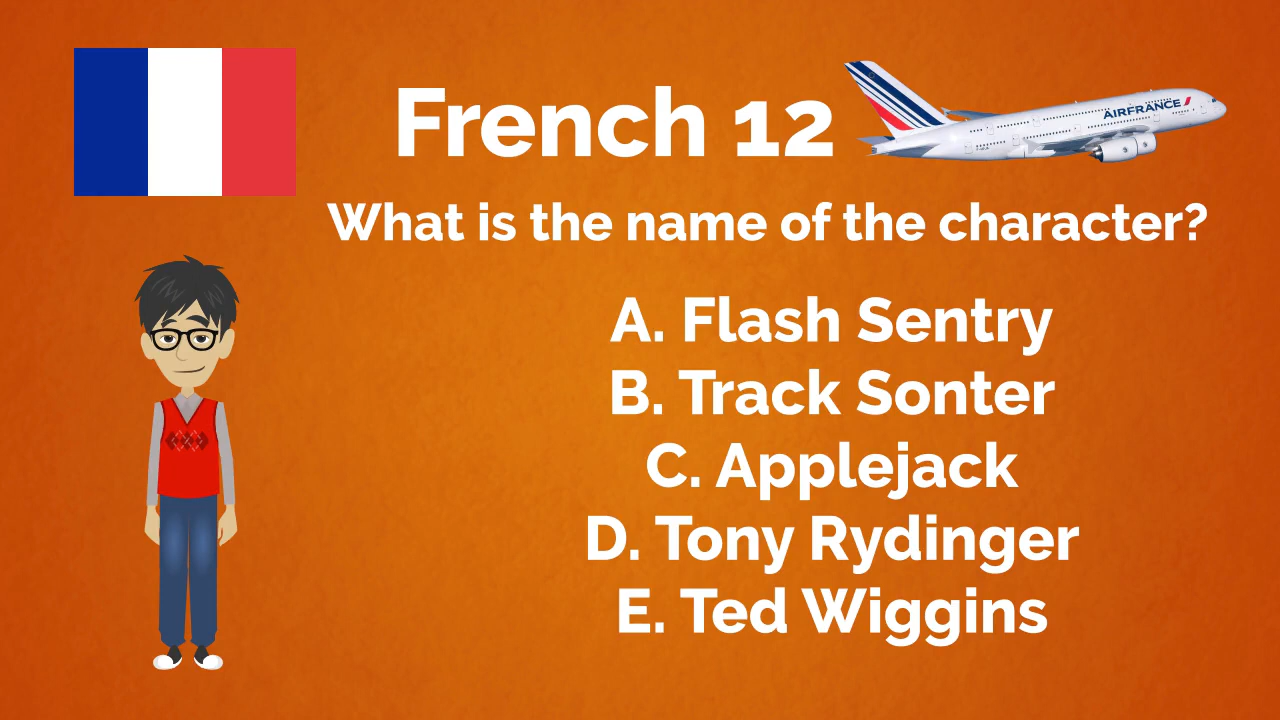 French 12
AIRFRANCE
What is the name of the character?
A. Flash Sentry
B. Track Sonter
C. Applejack
D. Tony Rydinger
E. Ted Wiggins